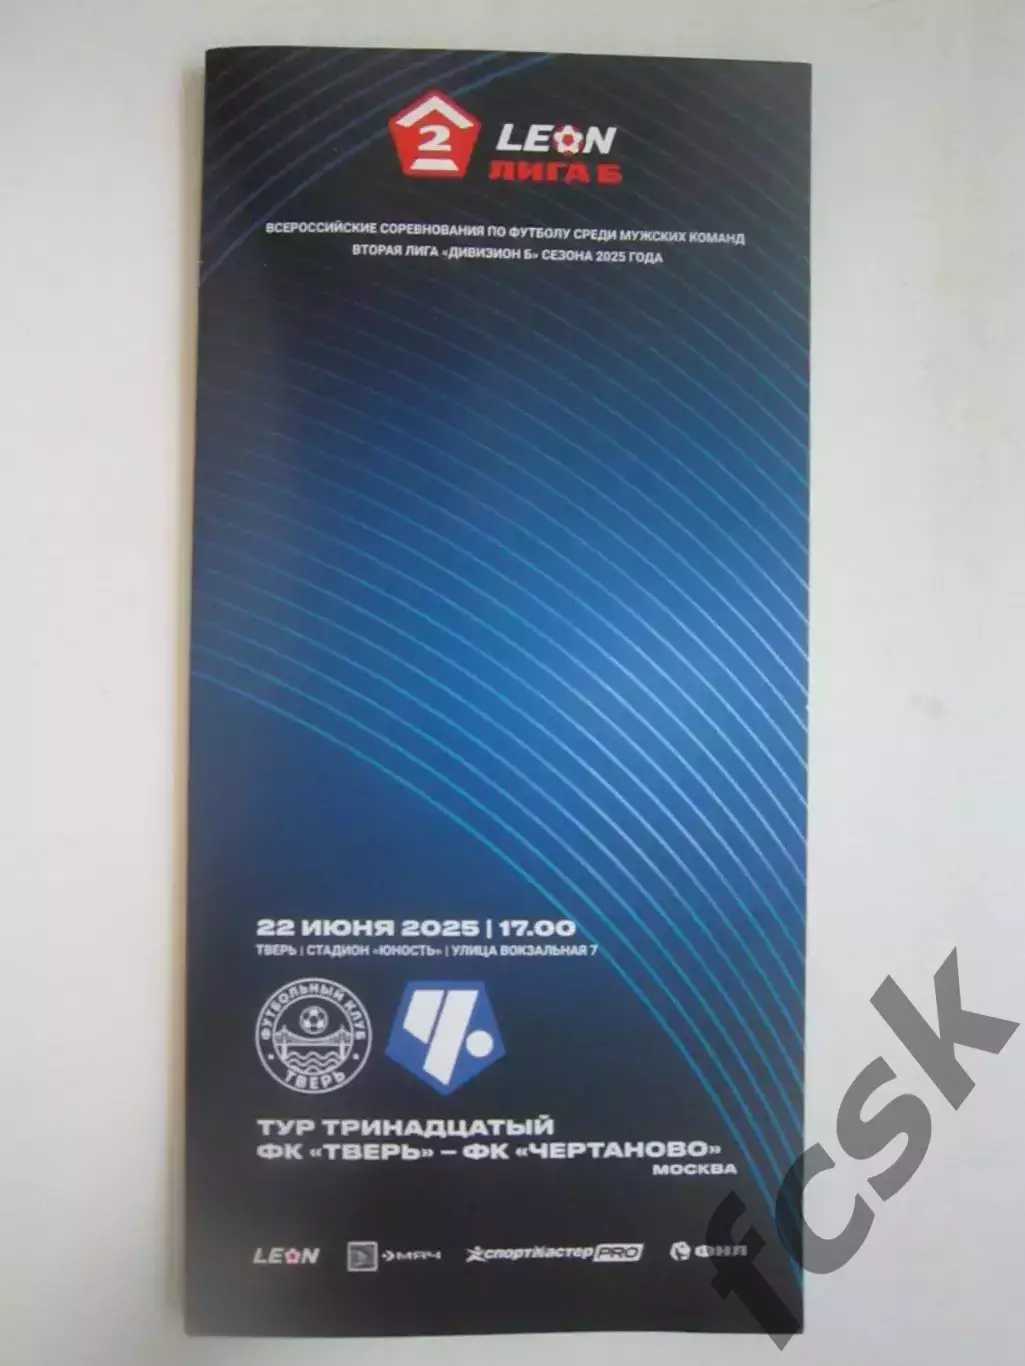 2
LEON
ЛИГА Б
ВСЕРОССИЙСКИЕ СОРЕВНОВАНИЯ ПО ФУТБОЛУ СРЕДИ МУЖСКИХ КОМАНД
ВТОРАЯ ЛИГА «ДИВИЗИОН Б» СЕЗОНА 2025 ГОДА
22 ИЮНЯ 2025 | 17.00
ТВЕРЬ | СТАДИОН «ЮНОСТЬ» | УЛИЦА ВОКЗАЛЬНАЯ 7
ФУТБОЛЬНЫЙ КЛУБ
ТВЕРЬ
ТУР ТРИНАДЦАТЫЙ
ФК «ТВЕРЬ» – ФК «ЧЕРТАНОВО»
МОСКВА
LEON МАТЧ СПОРТМАСТЕР PRO ФНЛ
fcsk